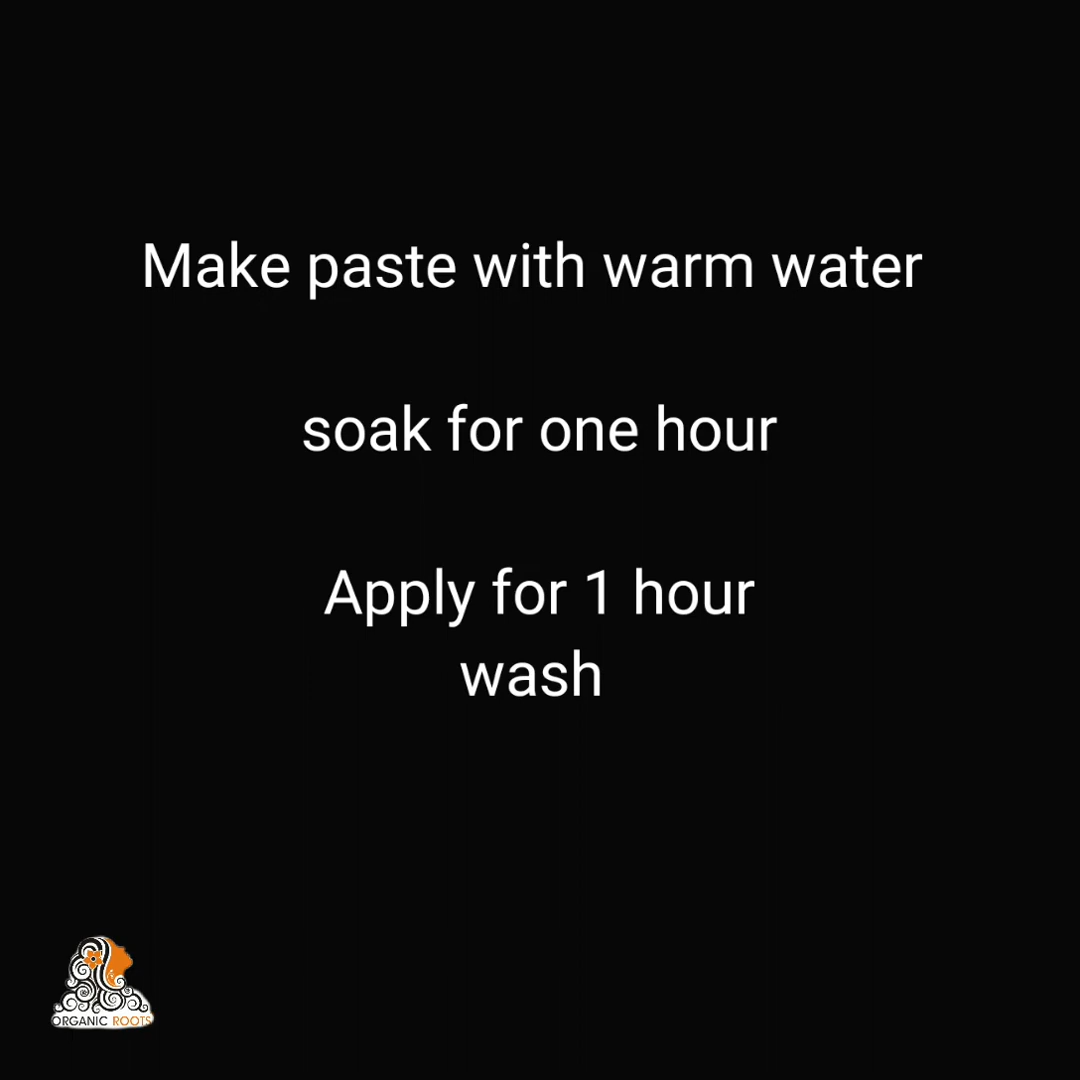 Make paste with warm water
soak for one hour
Apply for 1 hour
wash
ORGANIC ROOTS